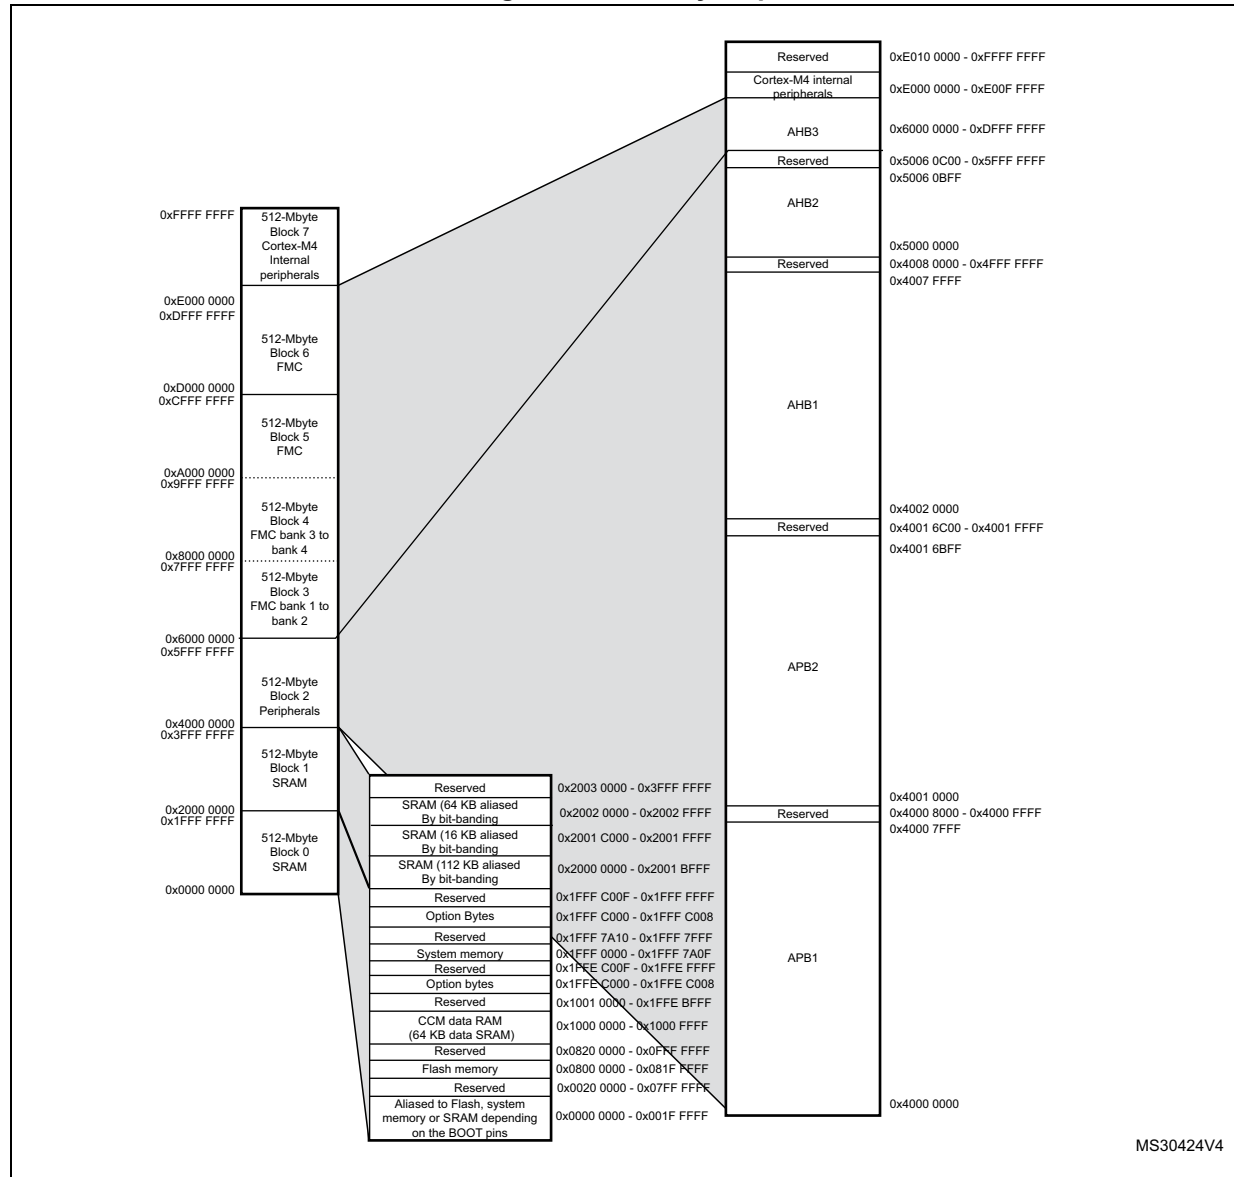 0xFFFF FFFF
512-Mbyte
Block 7
Cortex-M4
Internal
peripherals
0xE000 0000
0xDFFF FFFF
512-Mbyte
Block 6
FMC
0xD000 0000
0xCFFF FFFF
512-Mbyte
Block 5
FMC
0xA000 0000
0x9FFF FFFF
512-Mbyte
Block 4
FMC bank 3 to
bank 4
0x8000 0000
0x7FFF FFFF
512-Mbyte
Block 3
FMC bank 1 to
bank 2
0x6000 0000
0x5FFF FFFF
512-Mbyte
Block 2
Peripherals
0x4000 0000
0x3FFF FFFF
512-Mbyte
Block 1
SRAM
0x2000 0000
0x1FFF FFFF
512-Mbyte
Block 0
SRAM
0x0000 0000
Reserved 0x2003 0000 - 0x3FFF FFFF
SRAM (64 KB aliased
By bit-banding
0x2002 0000 - 0x2002 FFFF
SRAM (16 KB aliased
By bit-banding
0x2001 C000 - 0x2001 FFFF
SRAM (112 KB aliased
By bit-banding
0x2000 0000 - 0x2001 BFFF
Reserved 0x1FFF C00F - 0x1FFF FFFF
Option Bytes 0x1FFF C000 - 0x1FFF C008
Reserved 0x1FFF 7A10 - 0x1FFF 7FFF
System memory 0x1FFF 0000 - 0x1FFF 7A0F
Reserved 0x1FFE C00F - 0x1FFE FFFF
Option bytes 0x1FFE C000 - 0x1FFE C008
Reserved 0x1001 0000 - 0x1FFE BFFF
CCM data RAM
(64 KB data SRAM)
0x1000 0000 - 0x1000 FFFF
Reserved 0x0820 0000 - 0x0FFF FFFF
Flash memory 0x0800 0000 - 0x081F FFFF
Reserved 0x0020 0000 - 0x07FF FFFF
Aliased to Flash, system
memory or SRAM depending
on the BOOT pins
0x0000 0000 - 0x001F FFFF
Reserved 0xE010 0000 - 0xFFFF FFFF
Cortex-M4 internal
peripherals
0xE000 0000 - 0xE00F FFFF
AHB3 0x6000 0000 - 0xDFFF FFFF
Reserved 0x5006 0C00 - 0x5FFF FFFF
0x5006 0BFF
AHB2
0x5000 0000
Reserved 0x4008 0000 - 0x4FFF FFFF
0x4007 FFFF
AHB1
0x4002 0000
Reserved 0x4001 6C00 - 0x4001 FFFF
0x4001 6BFF
APB2
0x4001 0000
Reserved 0x4000 8000 - 0x4000 FFFF
0x4000 7FFF
APB1
0x4000 0000
MS30424V4